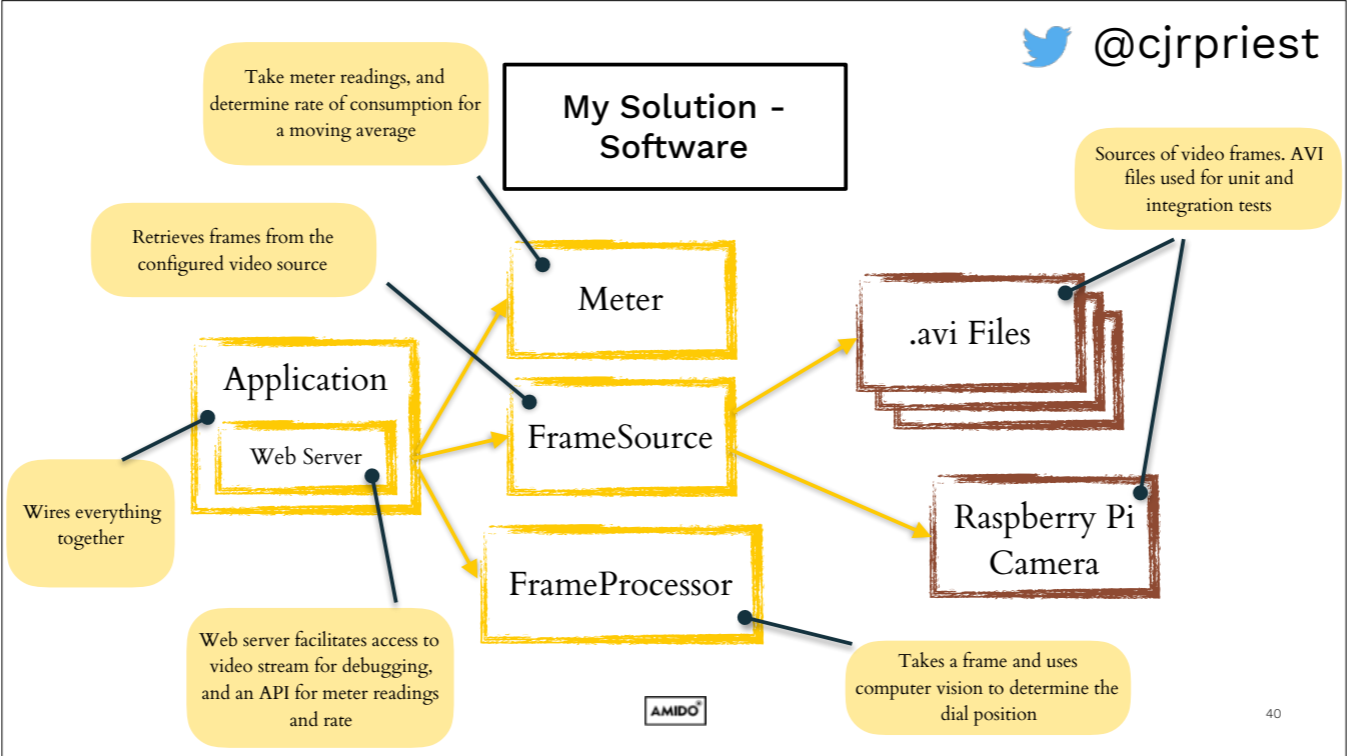 @cjrpriest
My Solution -
Software
Take meter readings, and
determine rate of consumption for
a moving average
Sources of video frames. AVI
files used for unit and
integration tests
Retrieves frames from the
configured video source
Meter
.avi Files
Application
Web Server
FrameSource
Wires everything
together
Raspberry Pi
Camera
FrameProcessor
Web server facilitates access to
video stream for debugging,
and an API for meter readings
and rate
Takes a frame and uses
computer vision to determine the
dial position
AMIDO
40